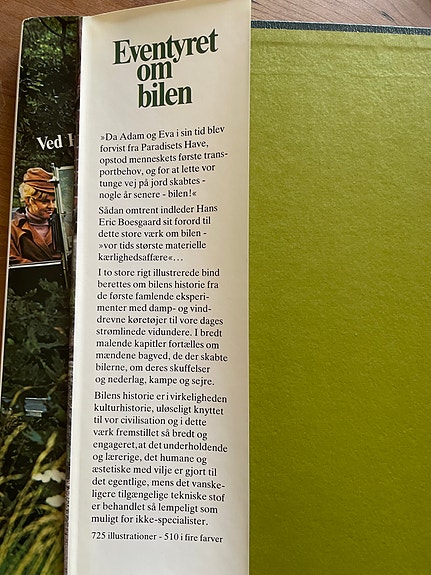 Eventyret
om
bilen
Ved
»Da Adam og Eva i sin tid blev
forvist fra Paradisets Have,
opstod menneskets første trans-
portbehov, og for at lette vor
tunge vej på jord skabtes -
nogle år senere - bilen!«
Sådan omtrent indleder Hans
Eric Boesgaard sit forord til
dette store værk om bilen -
»vor tids største materielle
kærlighedsaffære«...
I to store rigt illustrerede bind
berettes om bilens historie fra
de første famlende eksperi-
menter med damp- og vind-
drevne køretøjer til vore dages
strømlinede vidundere. I bredt
malende kapitler fortælles om
mændene bagved, de der skabte
bilerne, om deres skuffelser
og nederlag, kampe og sejre.
Bilens historie er i virkeligheden
kulturhistorie, uløseligt knyttet
til vor civilisation og i dette
værk fremstillet så bredt og
engageret, at det underholdende
og lærerige, det humane og
æstetiske med vilje er gjort til
det egentlige, mens det vanske-
ligere tilgængelige tekniske stof
er behandlet så lempeligt som
muligt for ikke-specialister.
725 illustrationer - 510 i fire farver